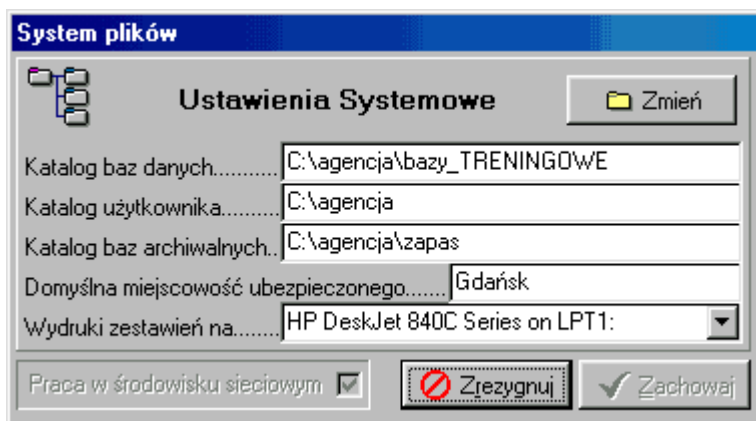 System plików
Ustawienia Systemowe
Zmień
Katalog baz danych........... C:\agencja\bazy_TRENINGOWE
Katalog użytkownika......... C:\agencja
Katalog baz archiwalnych.. C:\agencja\zapas
Domyślna miejscowość ubezpieczonego....... Gdańsk
Wydruki zestawień na........ HP DeskJet 840C Series on LPT1:
Praca w środowisku sieciowym
Zrezygnuj
Zachowaj